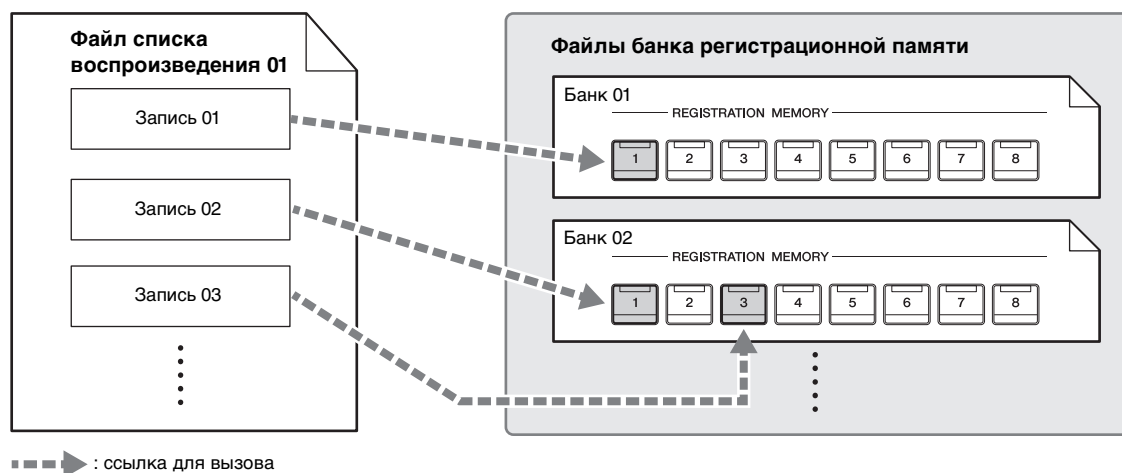 Файл списка
воспроизведения 01
Запись 01
Запись 02
Запись 03
Файлы банка регистрационной памяти
Банк 01
REGISTRATION MEMORY
1 2 3 4 5 6 7 8
Банк 02
REGISTRATION MEMORY
1 2 3 4 5 6 7 8
: ссылка для вызова